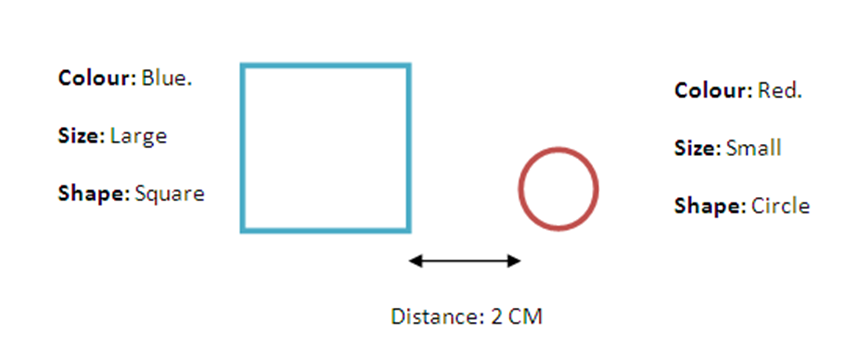 Colour: Blue.
Size: Large
Shape: Square
Colour: Red.
Size: Small
Shape: Circle
Distance: 2 CM